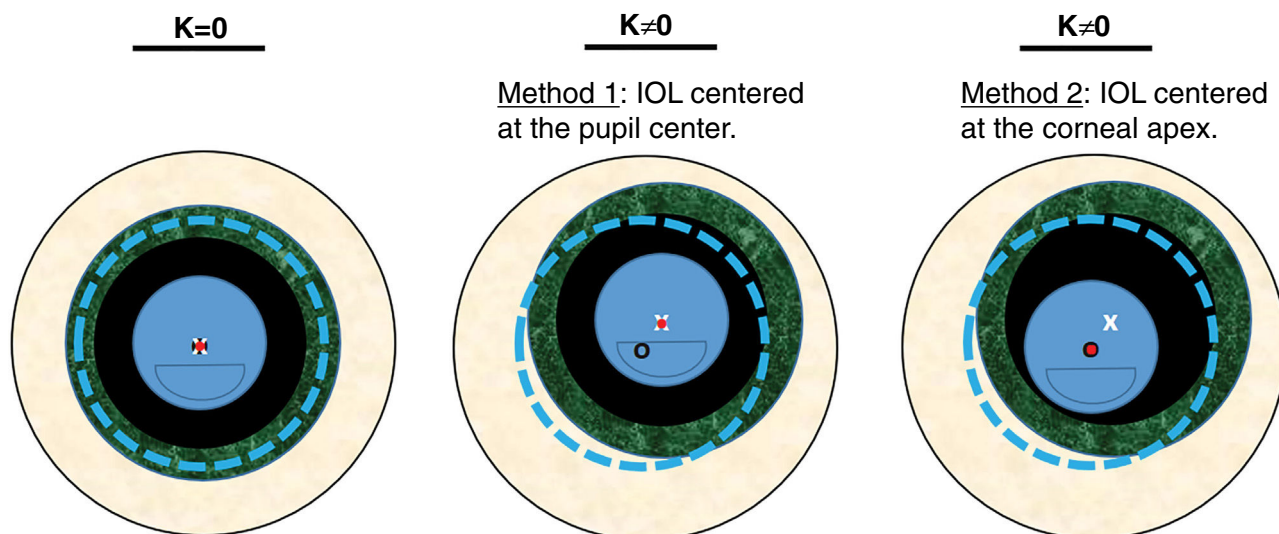 K=0
K≠0
K≠0
Method 1: IOL centered
at the pupil center.
Method 2: IOL centered
at the corneal apex.
X
X
O
X
O